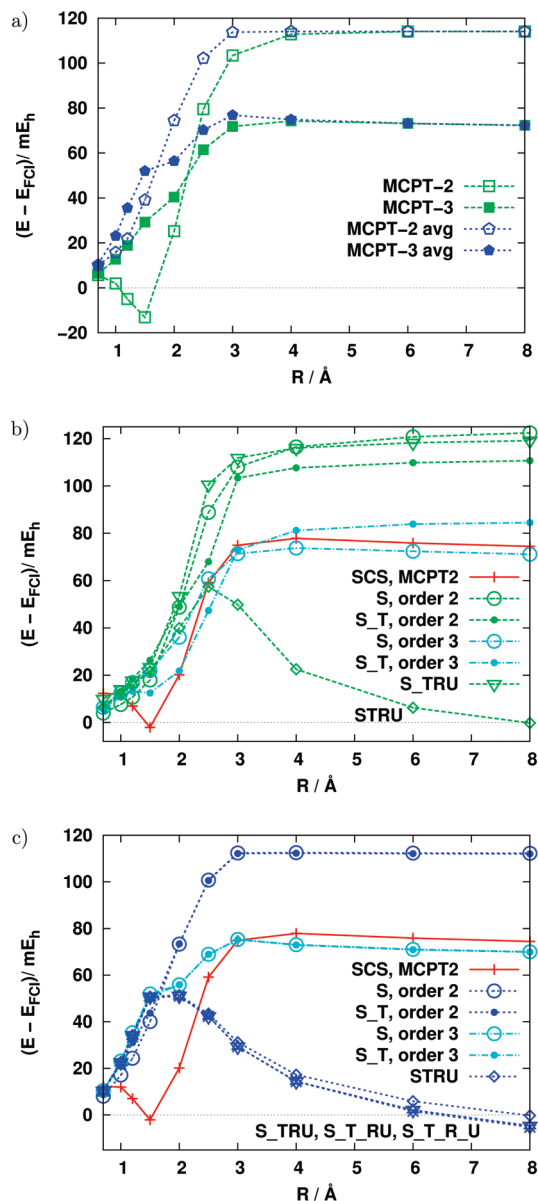 a)
120
100
80
60
40
20
0
−20
(E − E_FCI)/ mE_h
MCPT−2
MCPT−3
MCPT−2 avg
MCPT−3 avg
1 2 3 4 5 6 7 8
R / Å
b)
120
100
80
60
40
20
0
(E − E_FCI)/ mE_h
SCS, MCPT2
S, order 2
S_T, order 2
S, order 3
S_T, order 3
S_TRU
STRU
1 2 3 4 5 6 7 8
R / Å
c)
120
100
80
60
40
20
0
(E − E_FCI)/ mE_h
SCS, MCPT2
S, order 2
S_T, order 2
S, order 3
S_T, order 3
STRU
S_TRU, S_T_RU, S_T_R_U
1 2 3 4 5 6 7 8
R / Å